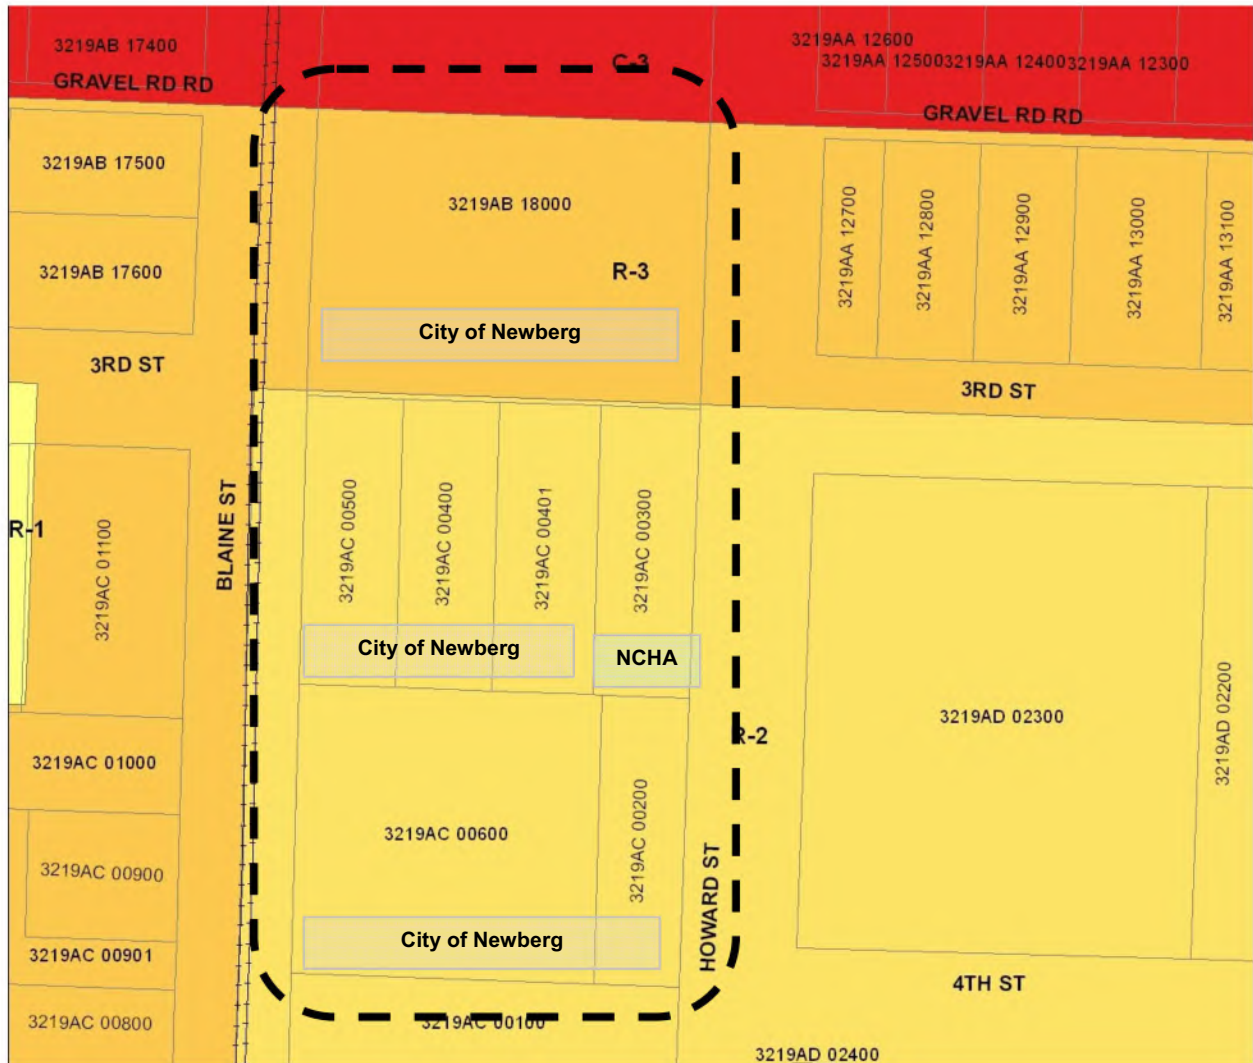 3219AB 17400
C-3
3219AA 12600
3219AA 12500
3219AA 12400
3219AA 12300
GRAVEL RD RD
GRAVEL RD RD
3219AB 17500
3219AB 18000
3219AA 12700
3219AA 12800
3219AA 12900
3219AA 13000
3219AA 13100
3219AB 17600
R-3
City of Newberg
3RD ST
3RD ST
R-1
3219AC 01100
BLAINE ST
3219AC 00500
3219AC 00400
3219AC 00401
3219AC 00300
City of Newberg
NCHA
3219AD 02300
3219AD 02200
R-2
3219AC 01000
3219AC 00600
3219AC 00200
3219AC 00900
HOWARD ST
City of Newberg
3219AC 00901
4TH ST
3219AC 00800
3219AC 00100
3219AD 02400